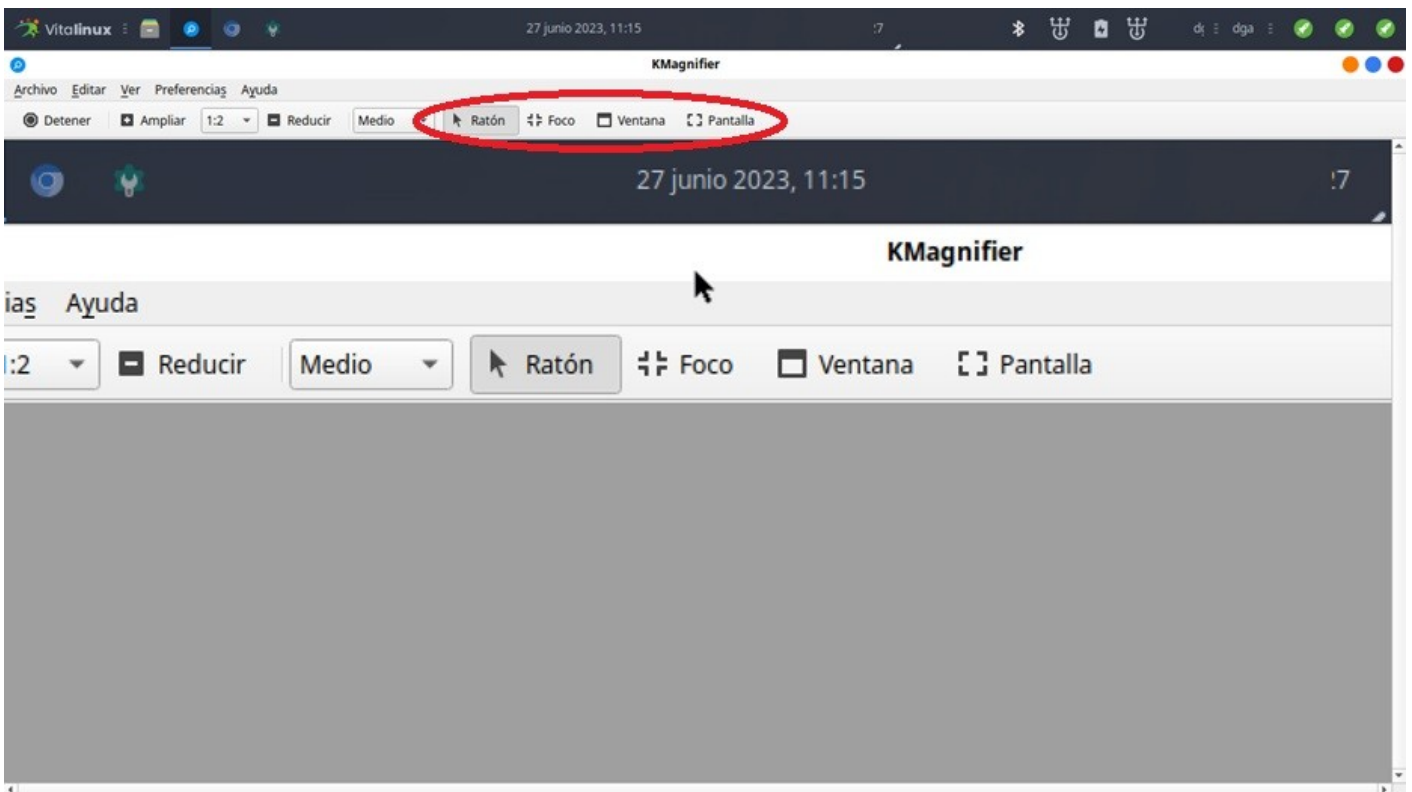 Vitalinux 27 junio 2023, 11:15 :7 dga
KMagnifier
Archivo Editar Ver Preferencias Ayuda
Detener Ampliar 1:2 Reducir Medio Ratón Foco Ventana Pantalla
27 junio 2023, 11:15
KMagnifier
ias Ayuda
:2 Reducir Medio Ratón Foco Ventana Pantalla